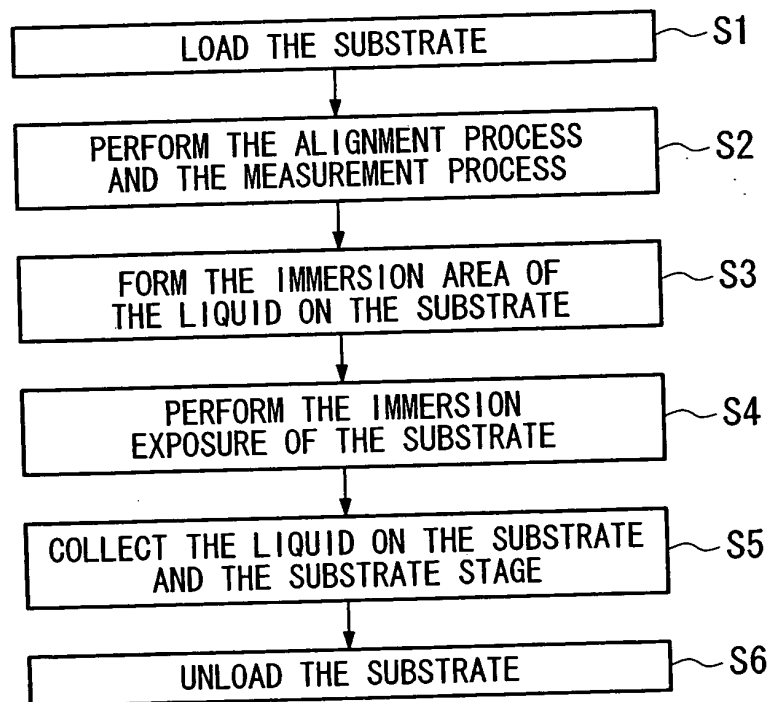 LOAD THE SUBSTRATE
S1
PERFORM THE ALIGNMENT PROCESS
AND THE MEASUREMENT PROCESS
S2
FORM THE IMMERSION AREA OF
THE LIQUID ON THE SUBSTRATE
S3
PERFORM THE IMMERSION
EXPOSURE OF THE SUBSTRATE
S4
COLLECT THE LIQUID ON THE SUBSTRATE
AND THE SUBSTRATE STAGE
S5
UNLOAD THE SUBSTRATE
S6